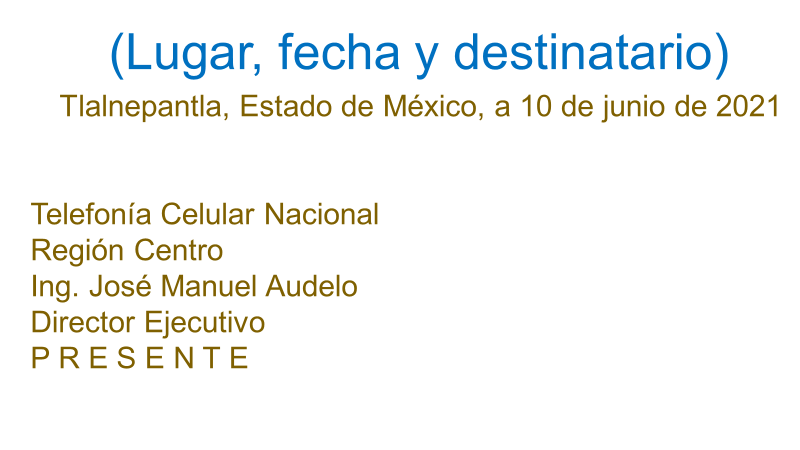 (Lugar, fecha y destinatario)
Tlalnepantla, Estado de México, a 10 de junio de 2021
Telefonía Celular Nacional
Región Centro
Ing. José Manuel Audelo
Director Ejecutivo
P R E S E N T E